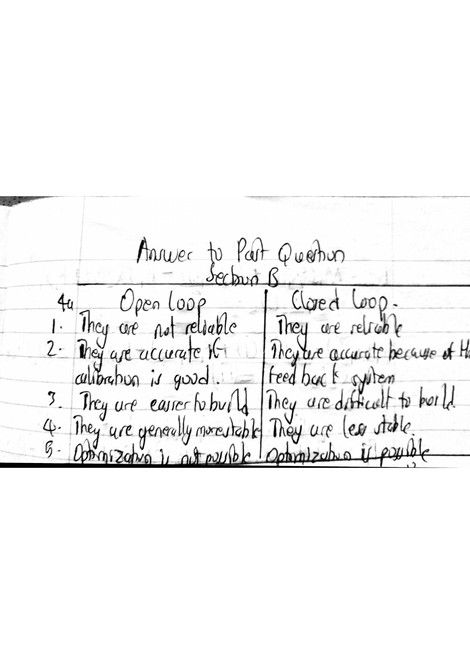 Answer to Past Question
Section B
4a Open loop Closed loop.
1. They are not reliable They are reliable
2. They are accurate if They are accurate because of
calibration is good. feed back system
3. They are easier to build They are difficult to build
4. They are generally more stable They are less stable.
5. Optimization is not possible Optimization is possible